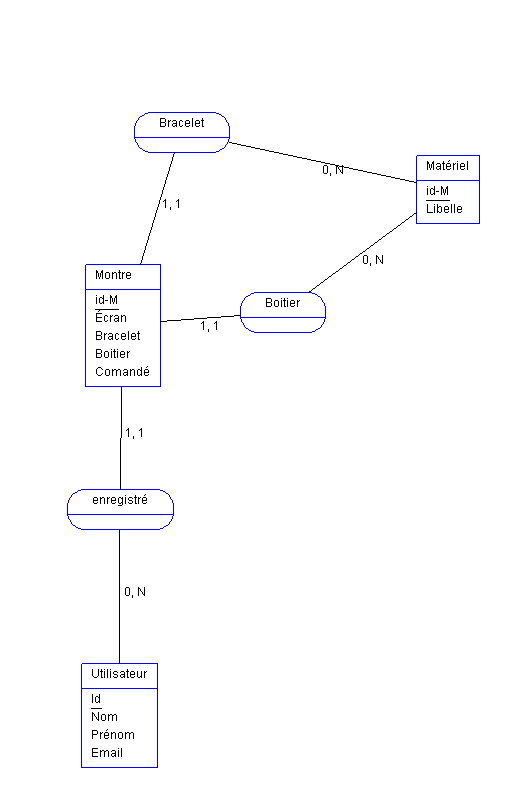 Bracelet
0, N
Matériel
id-M
Libelle
1, 1
0, N
Montre
id-M
Écran
Bracelet
Boitier
Comandé
Boitier
1, 1
1, 1
enregistré
0, N
Utilisateur
Id
Nom
Prénom
Email